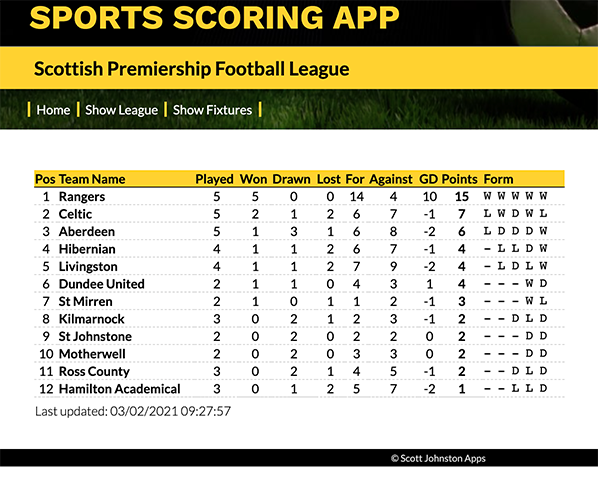 SPORTS SCORING APP
Scottish Premiership Football League
| Home | Show League | Show Fixtures |
Pos Team Name Played Won Drawn Lost For Against GD Points Form
1 Rangers 5 5 0 0 14 4 10 15 W W W W W
2 Celtic 5 2 1 2 6 7 -1 7 L W D W L
3 Aberdeen 5 1 3 1 6 8 -2 6 L D D D W
4 Hibernian 4 1 1 2 6 7 -1 4 - L L D W
5 Livingston 4 1 1 2 7 9 -2 4 - L D L W
6 Dundee United 2 1 1 0 4 3 1 4 - - - W D
7 St Mirren 2 1 0 1 1 2 -1 3 - - - W L
8 Kilmarnock 3 0 2 1 2 3 -1 2 - - D L D
9 St Johnstone 2 0 2 0 2 2 0 2 - - - D D
10 Motherwell 2 0 2 0 3 3 0 2 - - - D D
11 Ross County 3 0 2 1 4 5 -1 2 - - D L D
12 Hamilton Academical 3 0 1 2 5 7 -2 1 - - L L D
Last updated: 03/02/2021 09:27:57
© Scott Johnston Apps